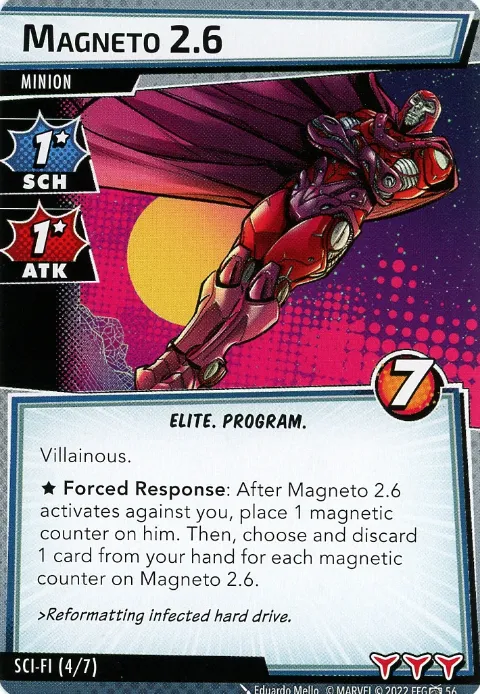 MAGNETO 2.6
MINION
1★
SCH
1★
ATK
7
ELITE. PROGRAM.
Villainous.
★ Forced Response: After Magneto 2.6
activates against you, place 1 magnetic
counter on him. Then, choose and discard
1 card from your hand for each magnetic
counter on Magneto 2.6.
>Reformatting infected hard drive.
SCI-FI (4/7)
Eduardo Mello © MARVEL © 2022 FFG 56